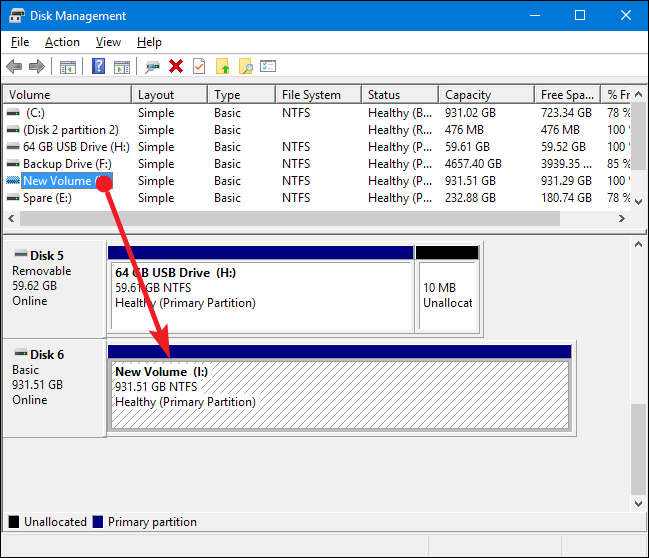 Disk Management
File Action View Help
Volume Layout Type File System Status Capacity Free Spa... % Fr
(C:) Simple Basic NTFS Healthy (B... 931.02 GB 723.34 GB 78 %
(Disk 2 partition 2) Simple Basic Healthy (R... 476 MB 476 MB 100
64 GB USB Drive (H:) Simple Basic NTFS Healthy (P... 59.61 GB 59.52 GB 100
Backup Drive (F:) Simple Basic NTFS Healthy (P... 4657.40 GB 3939.35 ... 85 %
New Volume Simple Basic NTFS Healthy (P... 931.51 GB 931.29 GB 100
Spare (E:) Simple Basic NTFS Healthy (P... 232.88 GB 180.74 GB 78 %
Disk 5
Removable
59.62 GB
Online
64 GB USB Drive (H:)
59.61 GB NTFS
Healthy (Primary Partition)
10 MB
Unallocat
Disk 6
Basic
931.51 GB
Online
New Volume (I:)
931.51 GB NTFS
Healthy (Primary Partition)
Unallocated Primary partition